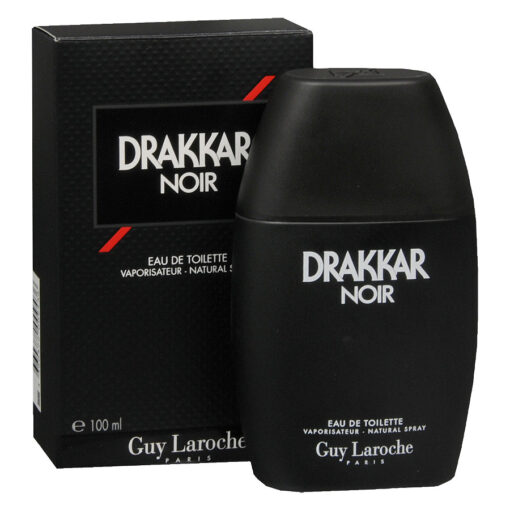 DRAKKAR
NOIR
EAU DE TOILETTE
VAPORISATEUR - NATURAL
℮ 100 ml
Guy Laroche
PARIS
DRAKKAR
NOIR
EAU DE TOILETTE
VAPORISATEUR - NATURAL SPRAY
Guy Laroche
PARIS